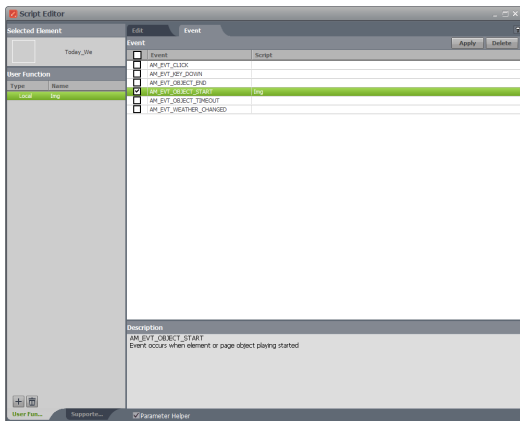 Script Editor
Selected Element
Today_We
User Function
Type Name
Local Img
Edit Event
Event
Apply Delete
Event Script
AM_EVT_CLICK
AM_EVT_KEY_DOWN
AM_EVT_OBJECT_END
AM_EVT_OBJECT_START Img
AM_EVT_OBJECT_TIMEOUT
AM_EVT_WEATHER_CHANGED
Description
AM_EVT_OBJECT_START
Event occurs when element or page object playing started
User Fun... Supporte...
Parameter Helper